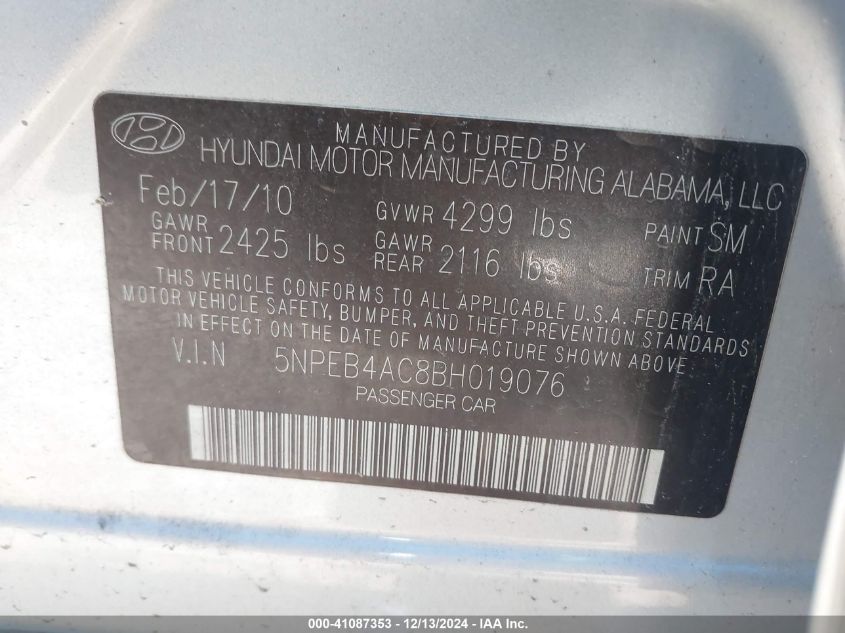 MANUFACTURED BY
HYUNDAI MOTOR MANUFACTURING ALABAMA, LLC
Feb/17/10 GVWR 4299 lbs PAINT SM
GAWR FRONT 2425 lbs GAWR REAR 2116 lbs TRIM RA
THIS VEHICLE CONFORMS TO ALL APPLICABLE U.S.A. FEDERAL
MOTOR VEHICLE SAFETY, BUMPER, AND THEFT PREVENTION STANDARDS
IN EFFECT ON THE DATE OF MANUFACTURE SHOWN ABOVE
V.I.N 5NPEB4AC8BH019076
PASSENGER CAR
000-41087353 - 12/13/2024 - IAA Inc.